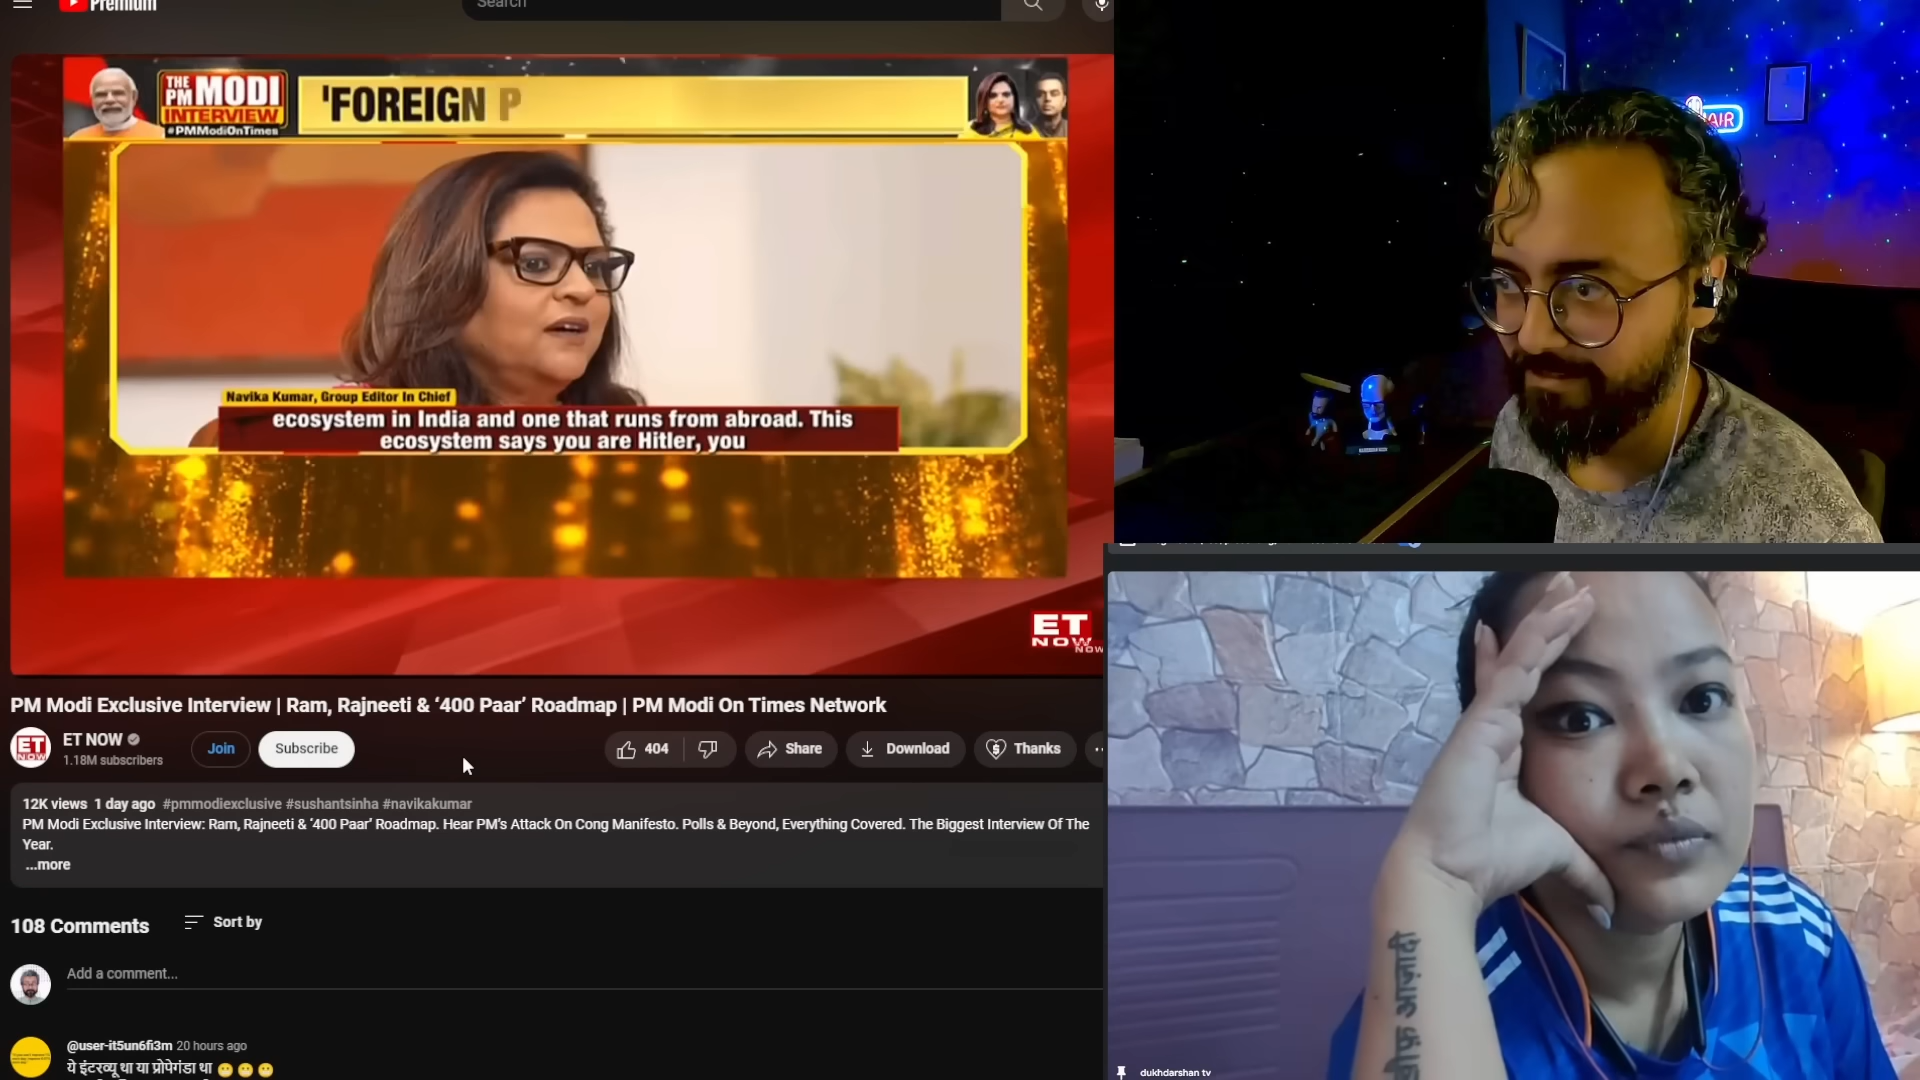 Premium
Search
THE
PM MODI
INTERVIEW
#PMModiOnTimes
'FOREIGN P
AIR
Navika Kumar, Group Editor In Chief
ecosystem in India and one that runs from abroad. This
ecosystem says you are Hitler, you
ET
NOW
NOW
PM Modi Exclusive Interview | Ram, Rajneeti & ‘400 Paar’ Roadmap | PM Modi On Times Network
ET
NOW
ET NOW
1.18M subscribers
Join
Subscribe
404
Share
Download
Thanks
12K views 1 day ago #pmmodiexclusive #sushantsinha #navikakumar
PM Modi Exclusive Interview: Ram, Rajneeti & ‘400 Paar’ Roadmap. Hear PM's Attack On Cong Manifesto. Polls & Beyond, Everything Covered. The Biggest Interview Of The
Year.
...more
108 Comments
Sort by
Add a comment...
@user-it5un6fi3m 20 hours ago
ये इंटरव्यू था या प्रोपेगंडा था 😁 😁 😁
आज़ादी
dukhdarshan tv